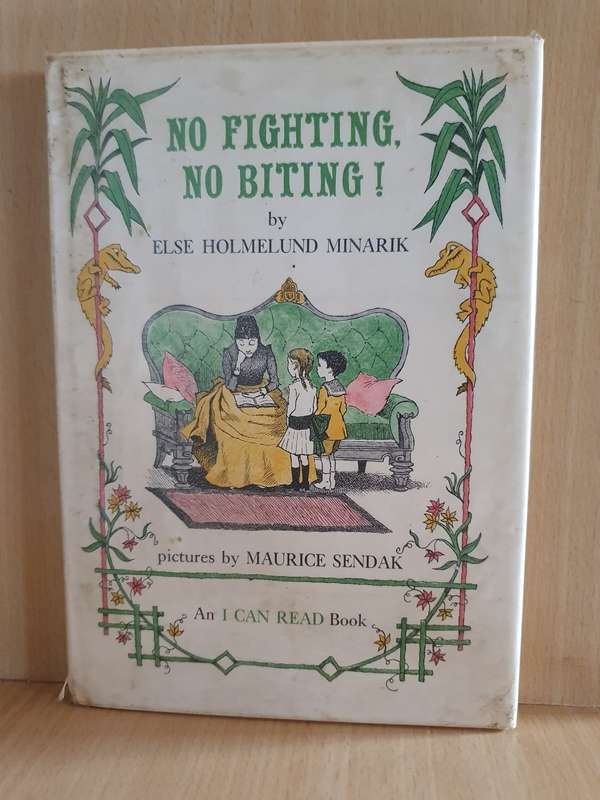 NO FIGHTING,
NO BITING!
by
ELSE HOLMELUND MINARIK
pictures by MAURICE SENDAK
An I CAN READ Book